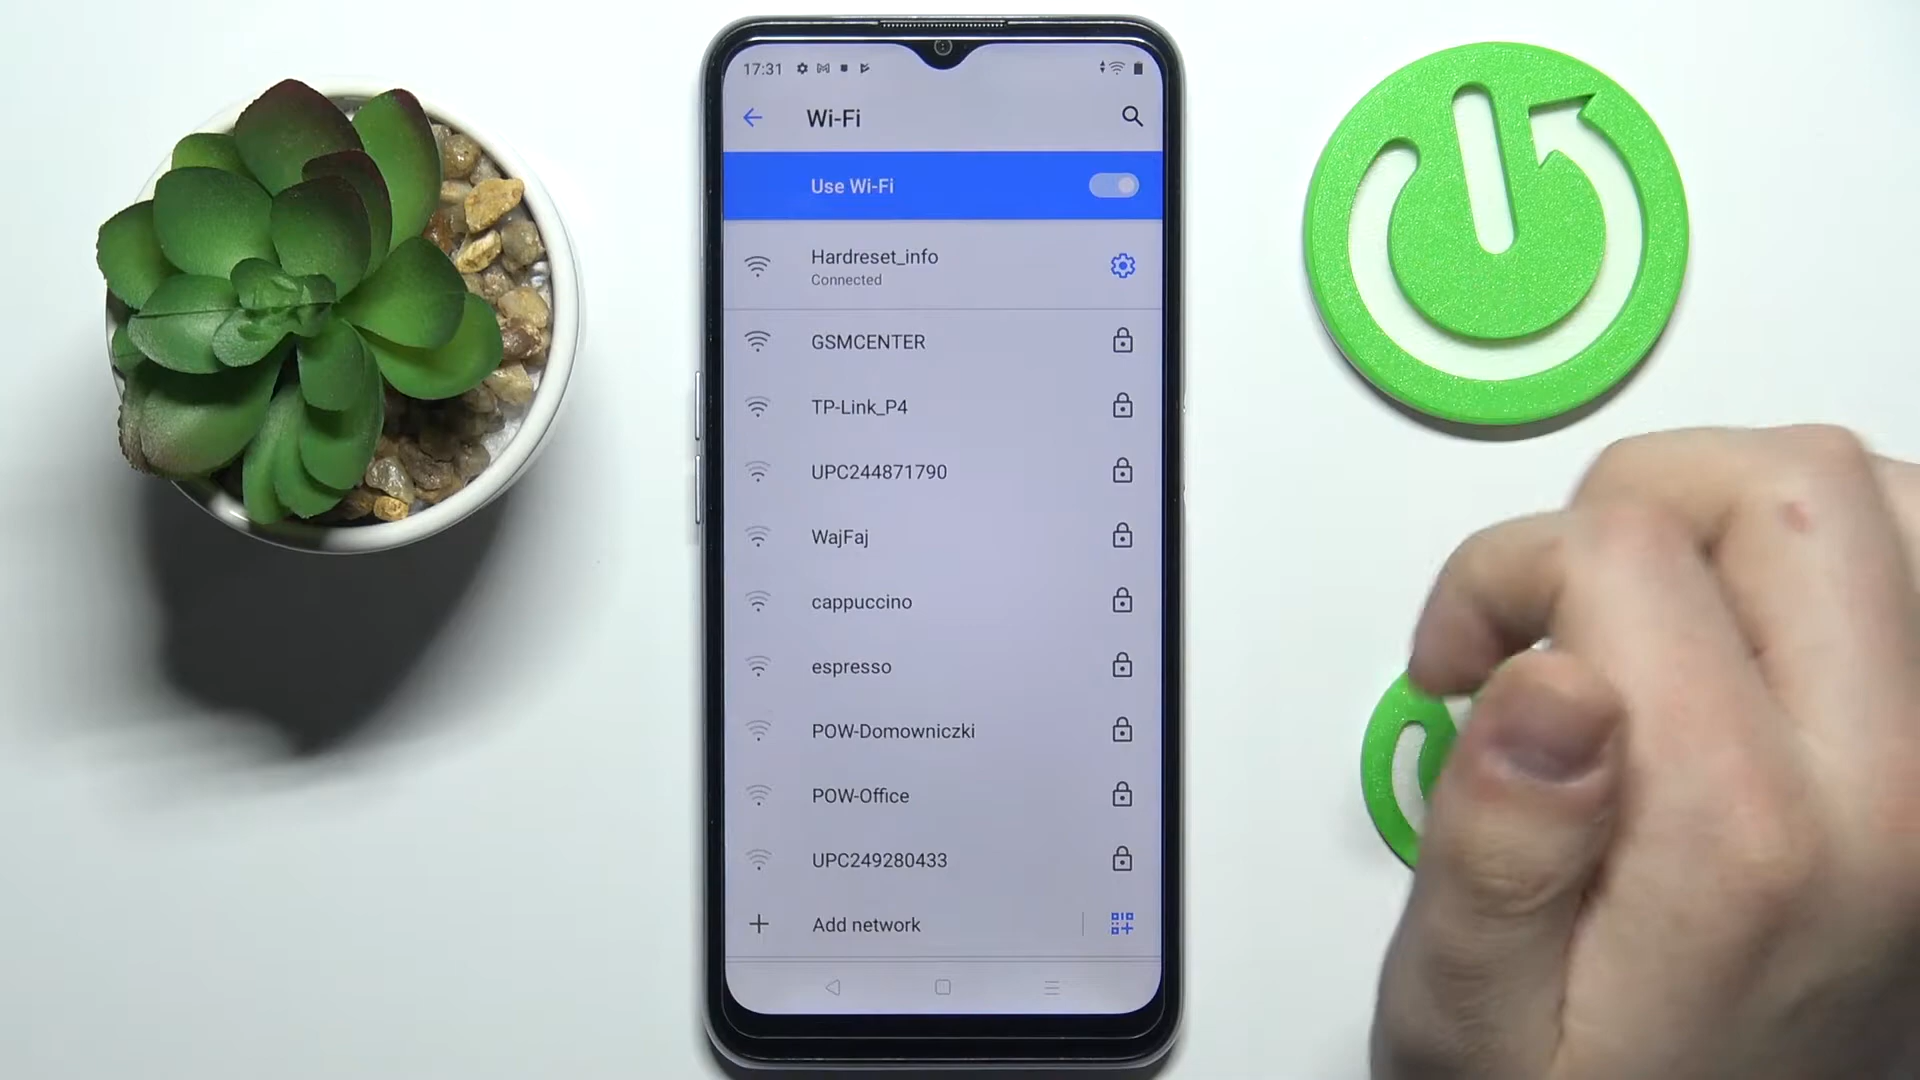 17:31
Wi-Fi
Use Wi-Fi
Hardreset_info
Connected
GSMCENTER
TP-Link_P4
UPC244871790
WajFaj
cappuccino
espresso
POW-Domowniczki
POW-Office
UPC249280433
Add network